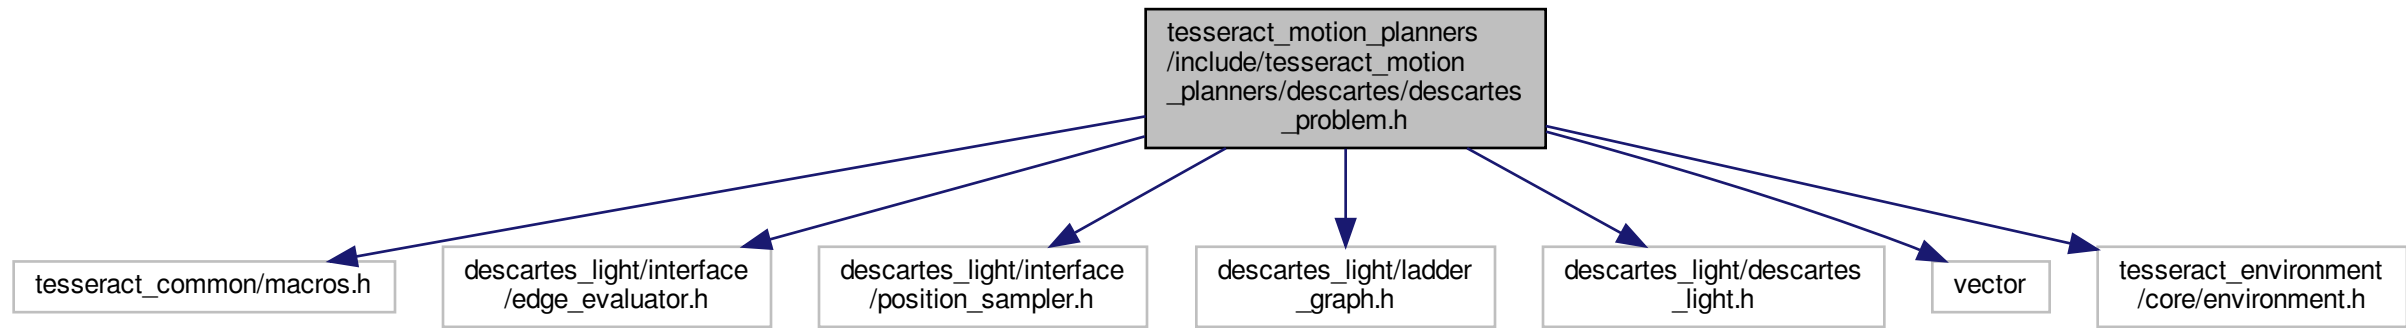 tesseract_motion_planners
/include/tesseract_motion
_planners/descartes/descartes
_problem.h
tesseract_common/macros.h
descartes_light/interface
/edge_evaluator.h
descartes_light/interface
/position_sampler.h
descartes_light/ladder
_graph.h
descartes_light/descartes
_light.h
vector
tesseract_environment
/core/environment.h